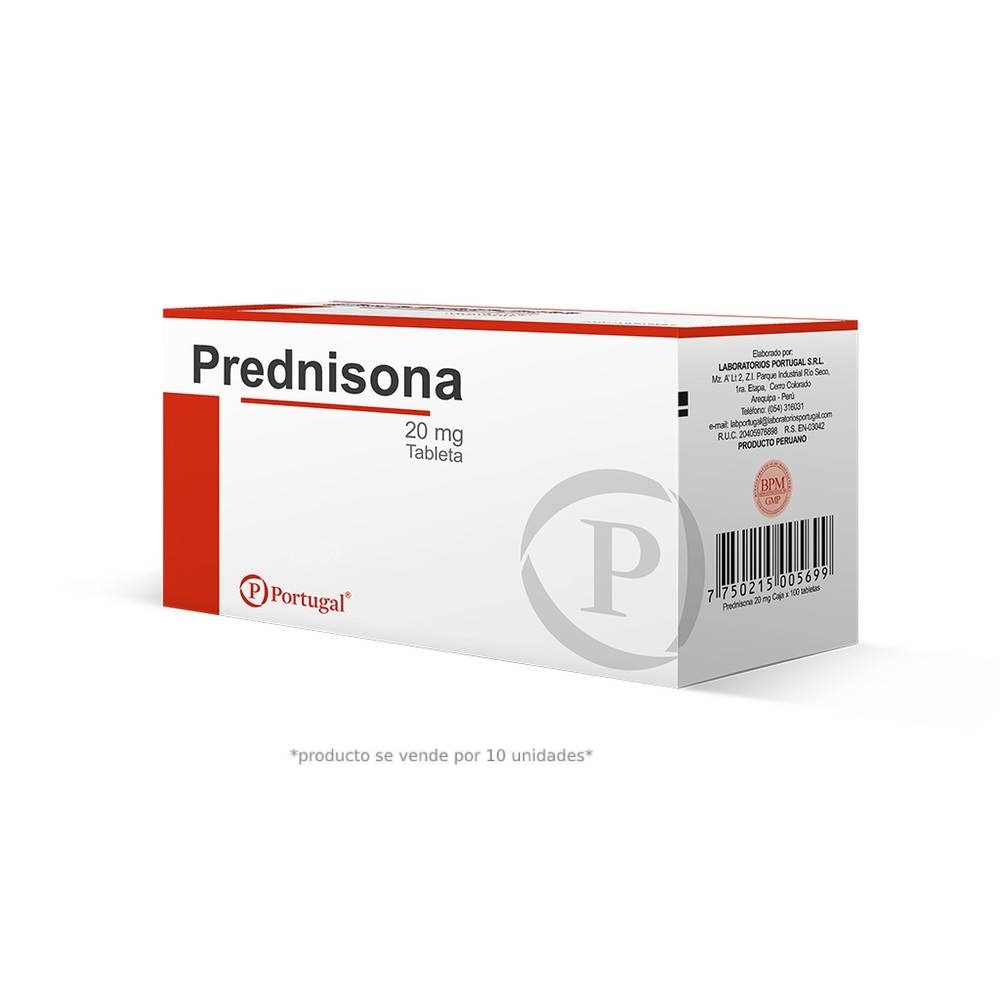 Prednisona
20 mg
Tableta
P Portugal®
P
Elaborado por:
LABORATORIOS PORTUGAL S.R.L.
Mz. A' Lt 2, Z.I. Parque Industrial Río Seco,
1ra. Etapa, Cerro Colorado
Arequipa - Perú
Teléfono: (054) 316031
e-mail: labportugal@laboratoriosportugal.com
R.U.C. 20405976898 R.S. EN-03042
PRODUCTO PERUANO
BPM
GMP
7 750215 005699
Prednisona 20 mg Caja x 100 tabletas
*producto se vende por 10 unidades*